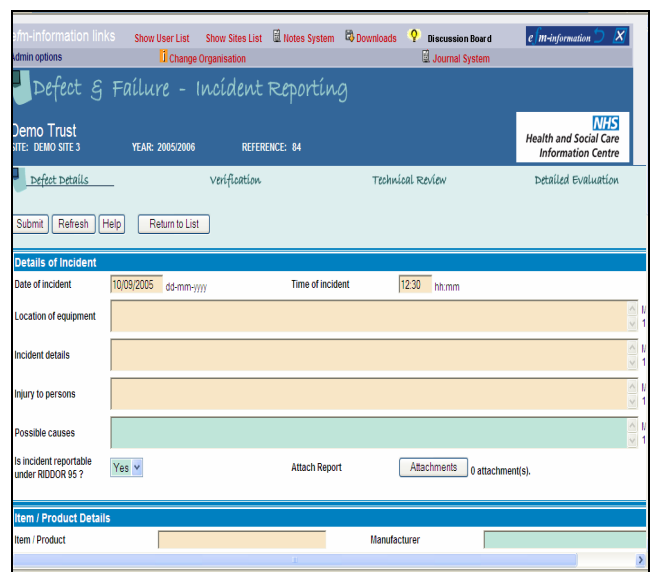 efm-information links Show User List Show Sites List Notes System Downloads Discussion Board efm-information X
Admin options Change Organisation Journal System
Defect & Failure - Incident Reporting
Demo Trust
SITE: DEMO SITE 3 YEAR: 2005/2006 REFERENCE: 84
NHS
Health and Social Care
Information Centre
Defect Details Verification Technical Review Detailed Evaluation
Submit Refresh Help Return to List
Details of Incident
Date of incident 10/09/2005 dd-mm-yyyy Time of incident 12:30 hh:mm
Location of equipment
Incident details
Injury to persons
Possible causes
Is incident reportable
under RIDDOR 95 ? Yes Attach Report Attachments 0 attachment(s).
Item / Product Details
Item / Product Manufacturer